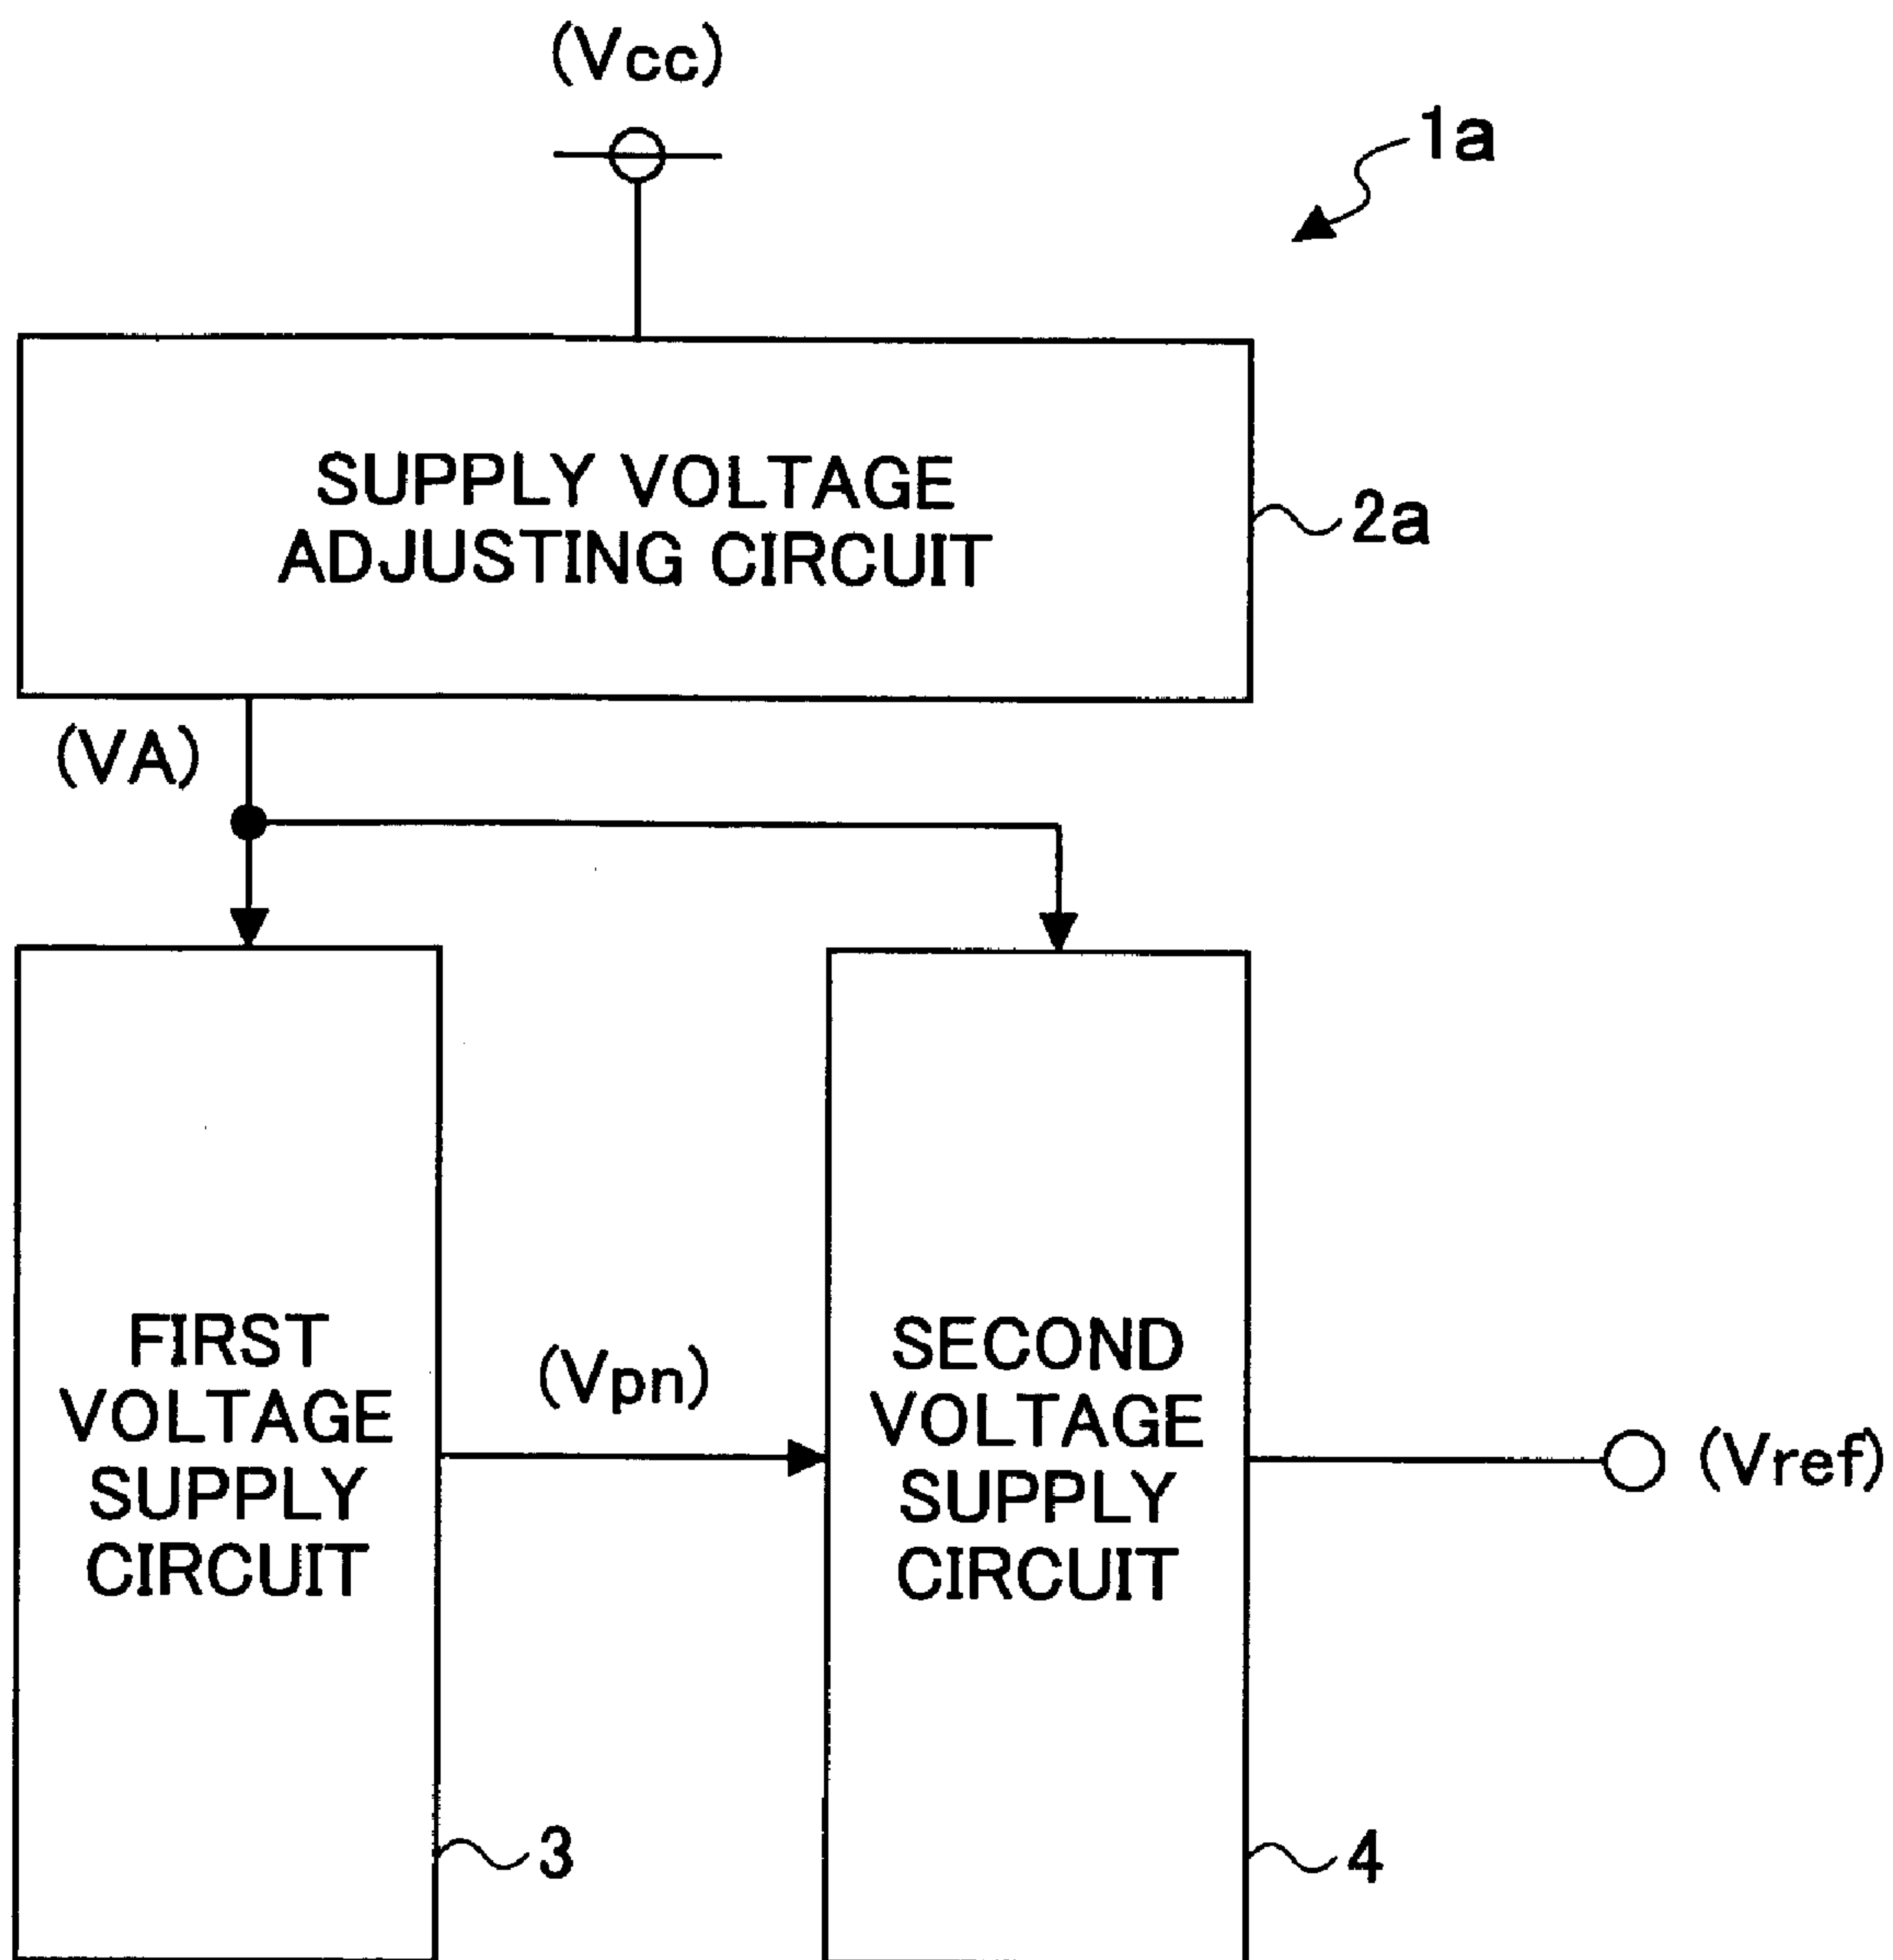 (Vcc)
1a
SUPPLY VOLTAGE
ADJUSTING CIRCUIT
2a
(VA)
FIRST
VOLTAGE
SUPPLY
CIRCUIT
(Vpn)
SECOND
VOLTAGE
SUPPLY
CIRCUIT
(Vref)
3
4